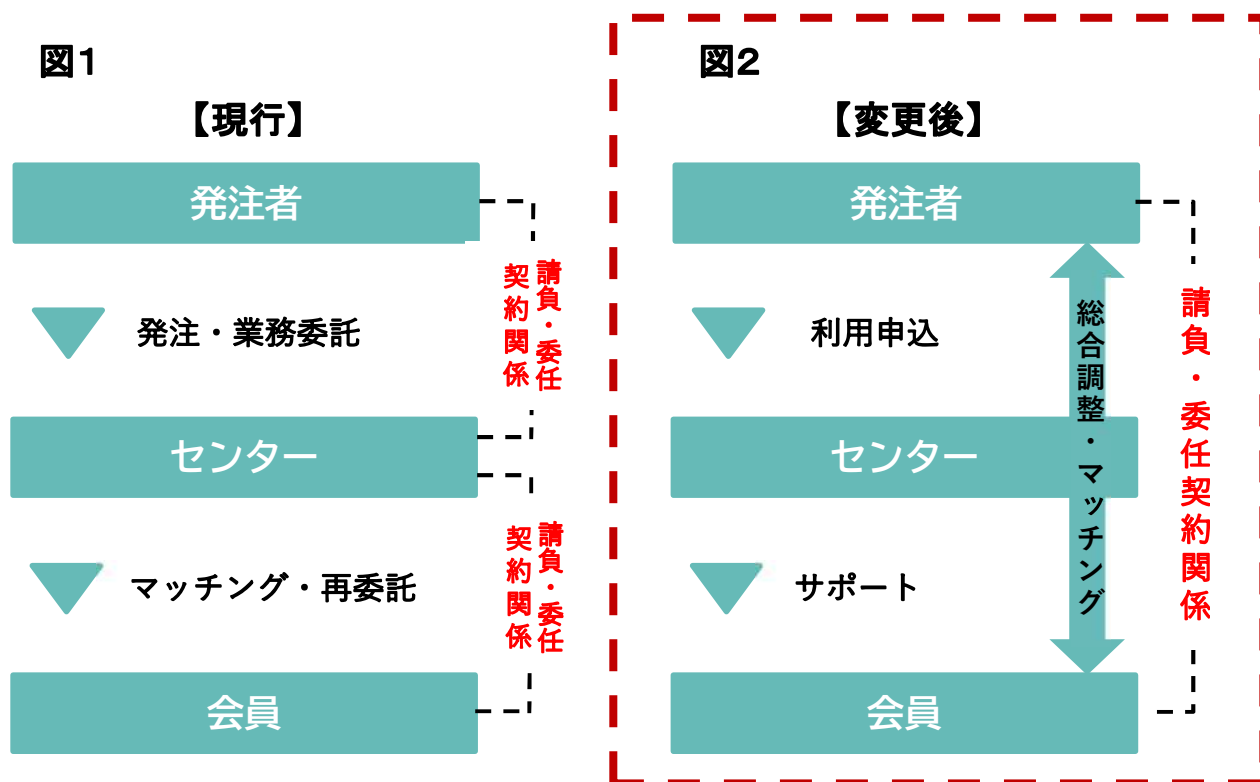 図1
【現行】
発注者
発注・業務委託
請負・委任
契約関係
センター
マッチング・再委託
請負・委任
契約関係
会員
図2
【変更後】
発注者
利用申込
センター
サポート
会員
総合調整・マッチング
請負・委任契約関係